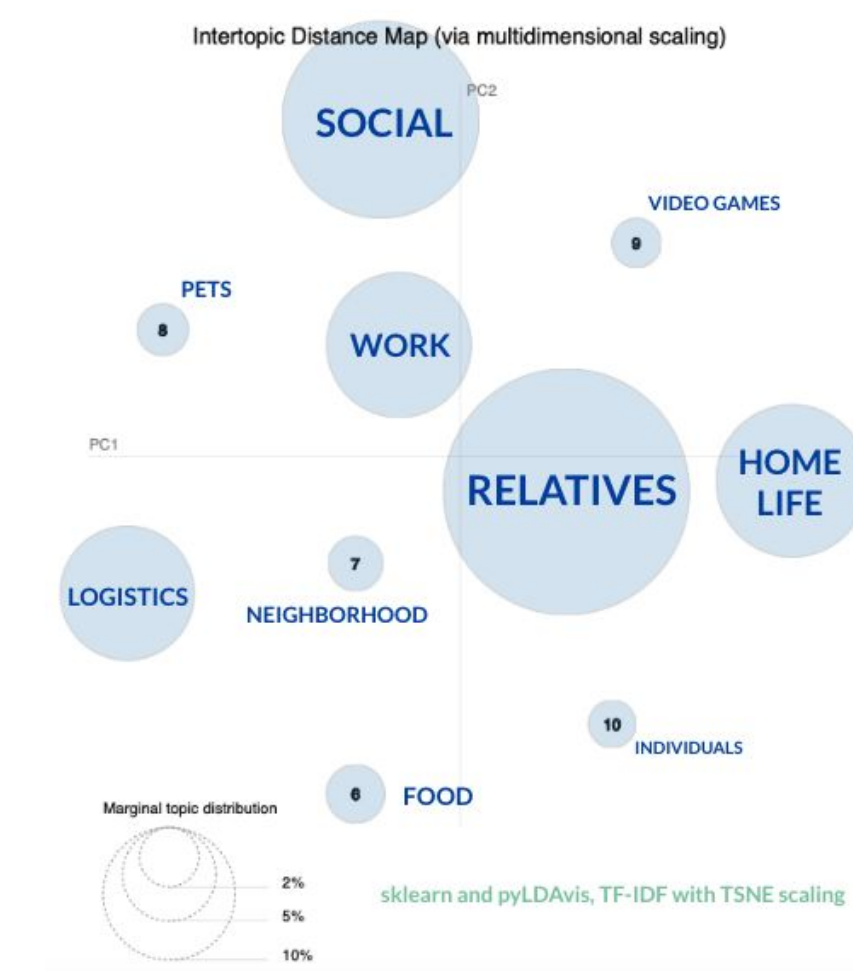 Intertopic Distance Map (via multidimensional scaling)
PC2
SOCIAL
VIDEO GAMES
9
PETS
8
WORK
PC1
RELATIVES
HOME
LIFE
7
LOGISTICS
NEIGHBORHOOD
10
INDIVIDUALS
6
FOOD
Marginal topic distribution
2%
5%
10%
sklearn and pyLDAvis, TF-IDF with TSNE scaling